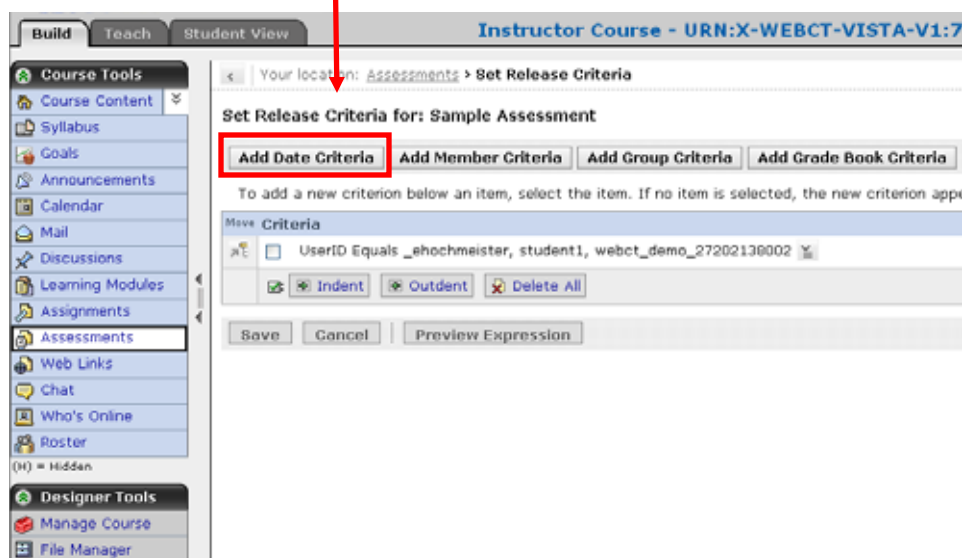 Build Teach Student View Instructor Course - URN:X-WEBCT-VISTA-V1:7
Course Tools
Course Content
Syllabus
Goals
Announcements
Calendar
Mail
Discussions
Learning Modules
Assignments
Assessments
Web Links
Chat
Who's Online
Roster
(H) = Hidden
Designer Tools
Manage Course
File Manager
Your location: Assessments > Set Release Criteria
Set Release Criteria for: Sample Assessment
Add Date Criteria Add Member Criteria Add Group Criteria Add Grade Book Criteria
To add a new criterion below an item, select the item. If no item is selected, the new criterion appe
Move Criteria
UserID Equals _ehochmeister, student1, webct_demo_27202138002
Indent Outdent Delete All
Save Cancel | Preview Expression